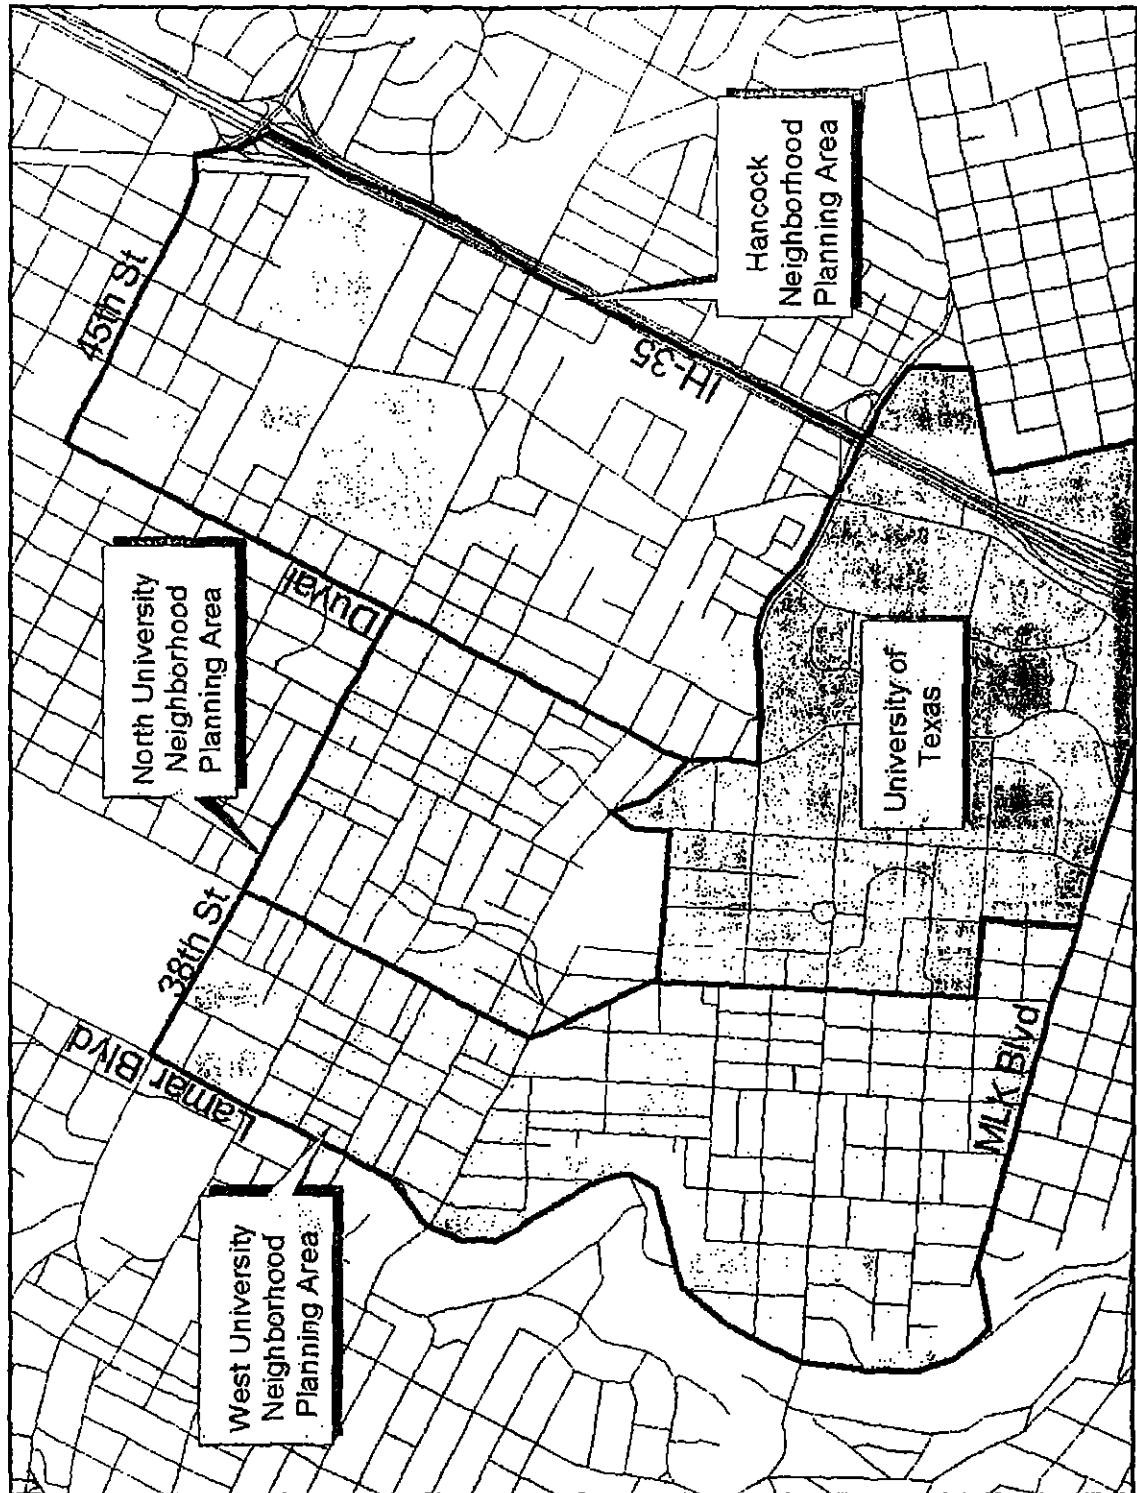 West University
Neighborhood
Planning Area
Lamar Blvd
38th St
North University
Neighborhood
Planning Area
Duval
45th St
IH-35
Hancock
Neighborhood
Planning Area
University of
Texas
MLK Blvd